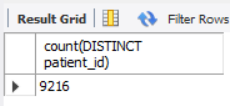 Result Grid Filter Rows
count(DISTINCT
patient_id)
9216